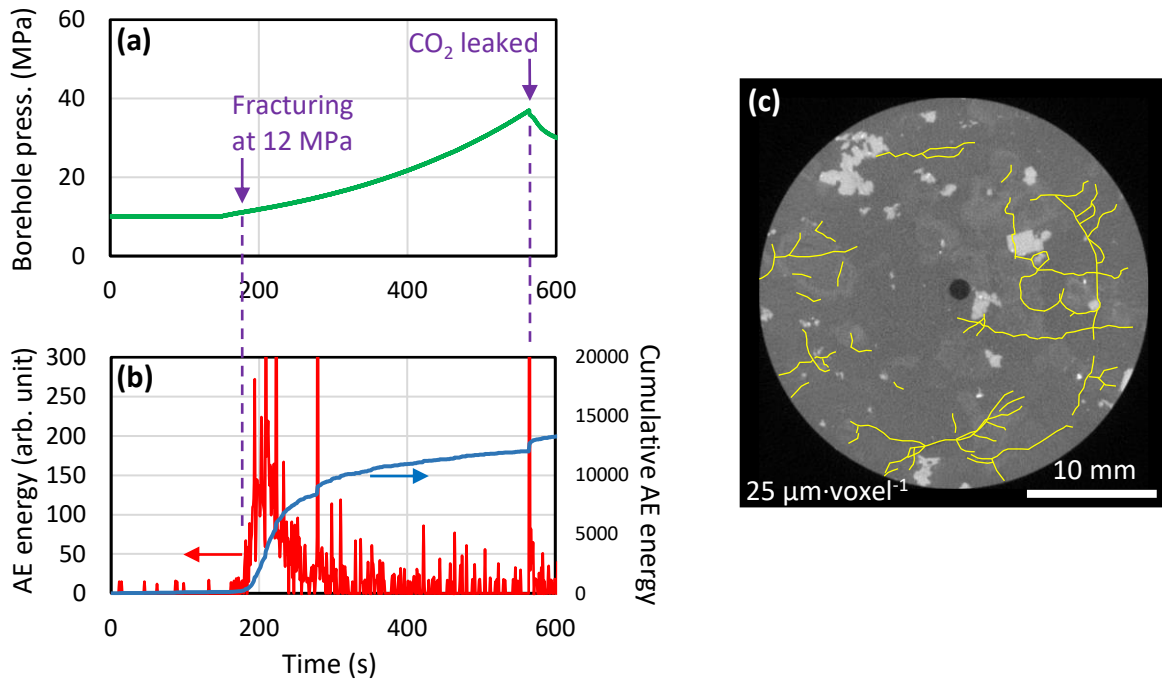 (a)
Borehole press. (MPa)
60
40
20
0
0
200
400
600
Fracturing
at 12 MPa
CO₂ leaked
(b)
AE energy (arb. unit)
300
250
200
150
100
50
0
20000
15000
10000
5000
0
Cumulative AE energy
0
200
400
600
Time (s)
(c)
25 μm·voxel⁻¹
10 mm